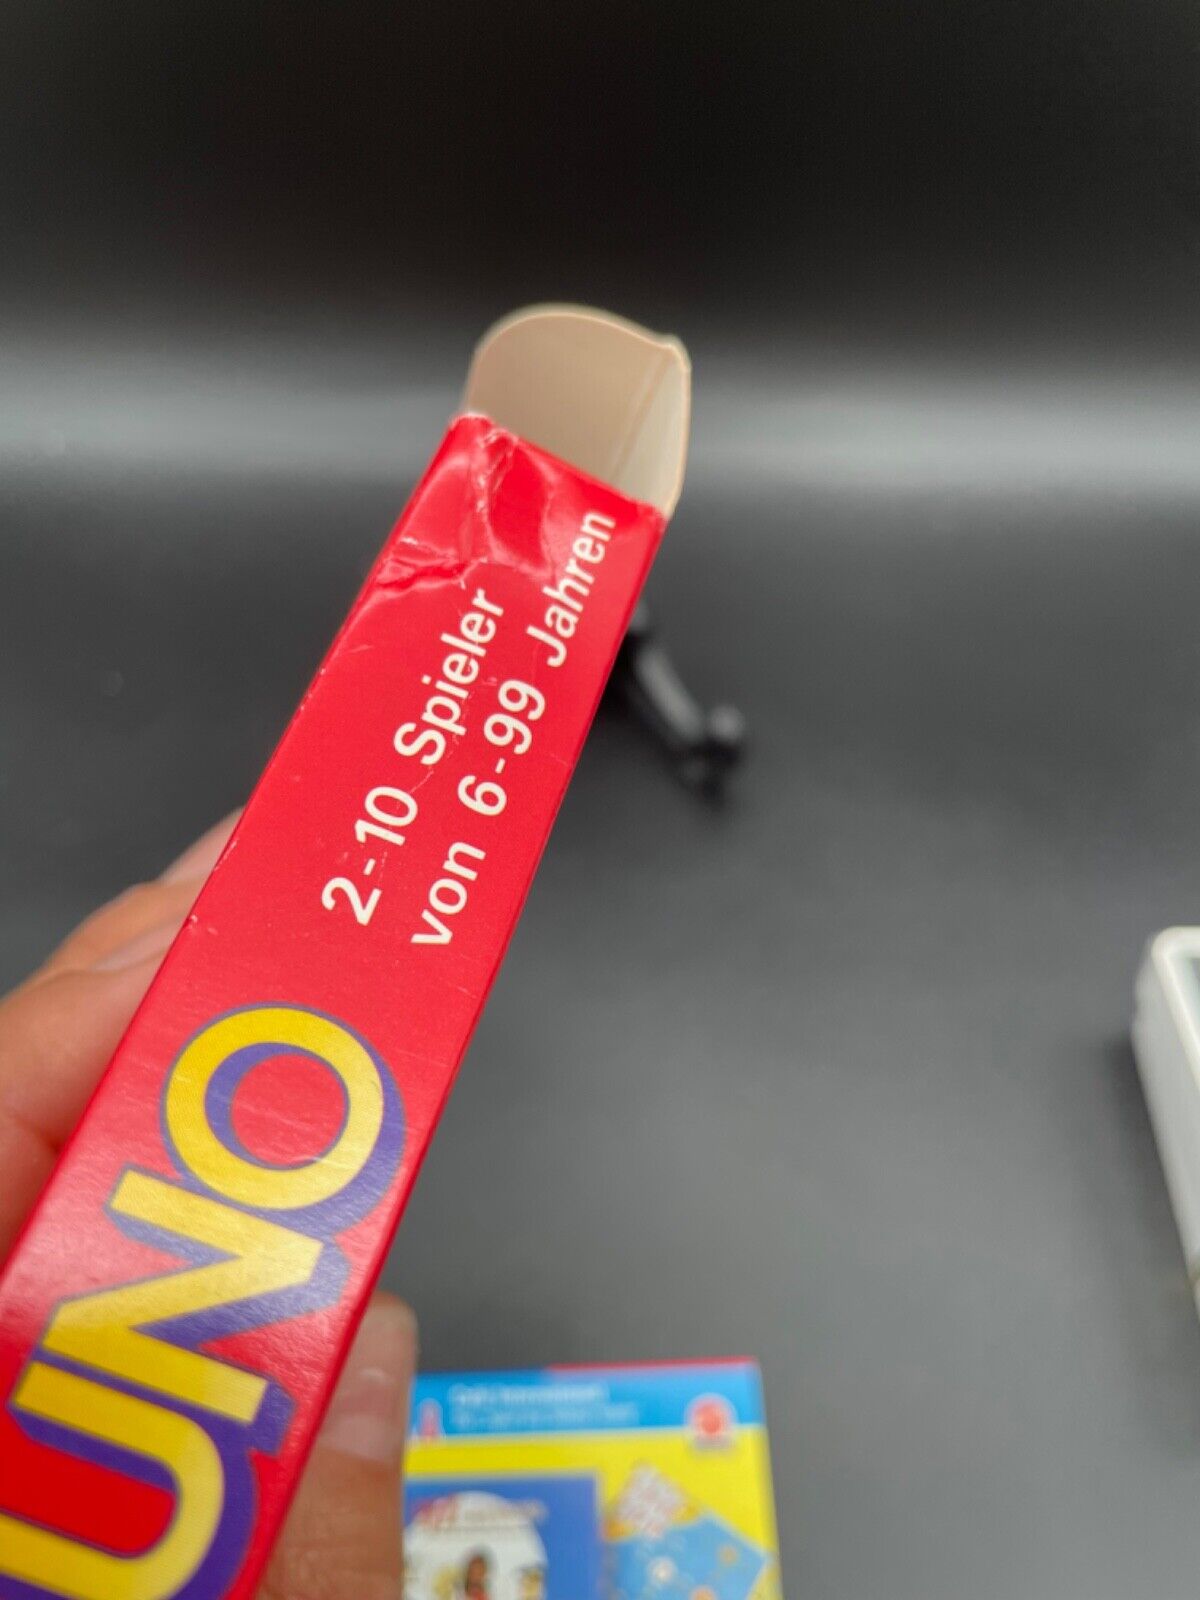 2-10 Spieler
von 6-99 Jahren
UNO